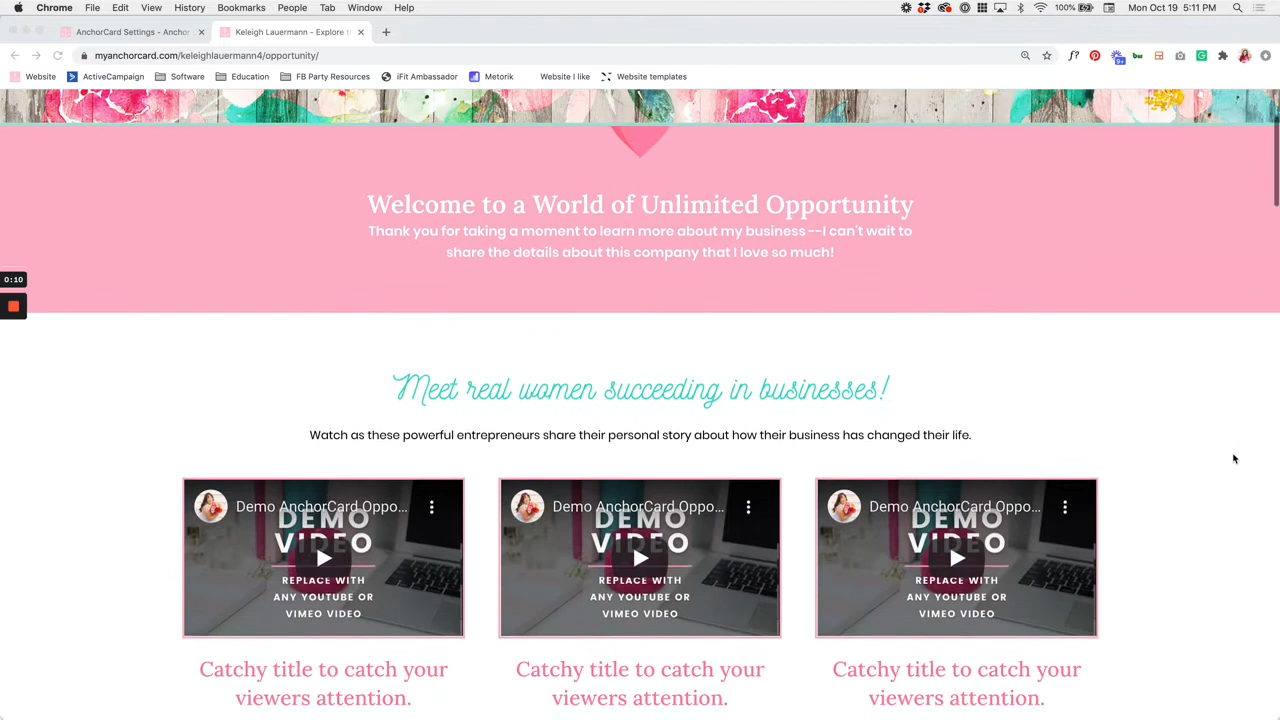 Chrome File Edit View History Bookmarks People Tab Window Help 100% Mon Oct 19 5:11 PM
AnchorCard Settings - Anchor Keleigh Lauermann - Explore t
myanchorcard.com/keleighlauermann4/opportunity/ f? 9+ bw
Website ActiveCampaign Software Education FB Party Resources iFit Ambassador Metorik Website I like Website templates
Welcome to a World of Unlimited Opportunity
Thank you for taking a moment to learn more about my business --I can't wait to
share the details about this company that I love so much!
0:10
Meet real women succeeding in businesses!
Watch as these powerful entrepreneurs share their personal story about how their business has changed their life.
Demo AnchorCard Oppo... Demo AnchorCard Oppo... Demo AnchorCard Oppo...
DEMO DEMO DEMO
VIDEO VIDEO VIDEO
REPLACE WITH REPLACE WITH REPLACE WITH
ANY YOUTUBE OR ANY YOUTUBE OR ANY YOUTUBE OR
VIMEO VIDEO VIMEO VIDEO VIMEO VIDEO
Catchy title to catch your Catchy title to catch your Catchy title to catch your
viewers attention. viewers attention. viewers attention.